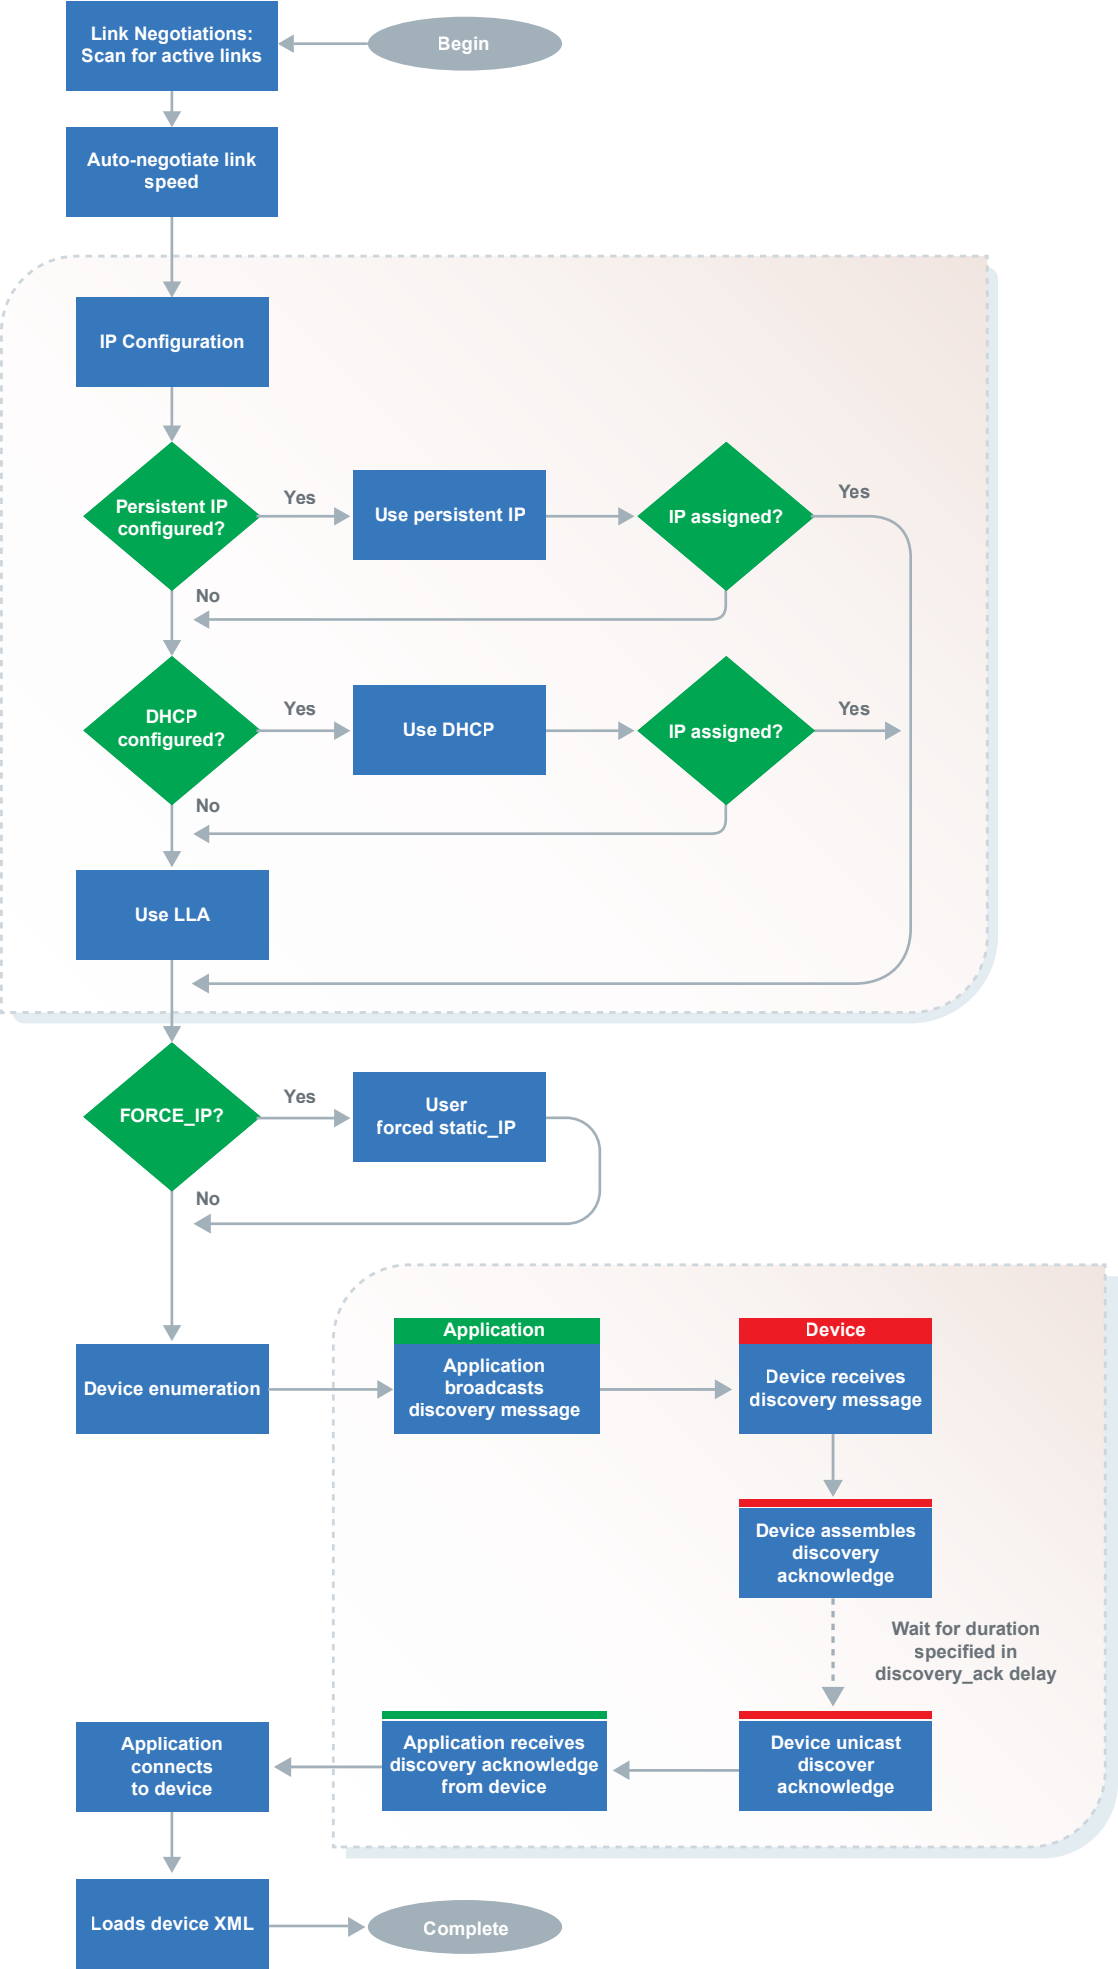 Begin
Link Negotiations:
Scan for active links
Auto-negotiate link
speed
IP Configuration
Persistent IP
configured?
Yes
Use persistent IP
IP assigned?
Yes
No
DHCP
configured?
Yes
Use DHCP
IP assigned?
Yes
No
Use LLA
FORCE_IP?
Yes
User
forced static_IP
No
Device enumeration
Application
Application
broadcasts
discovery message
Device
Device receives
discovery message
Device assembles
discovery
acknowledge
Wait for duration
specified in
discovery_ack delay
Device unicast
discover
acknowledge
Application receives
discovery acknowledge
from device
Application
connects
to device
Loads device XML
Complete